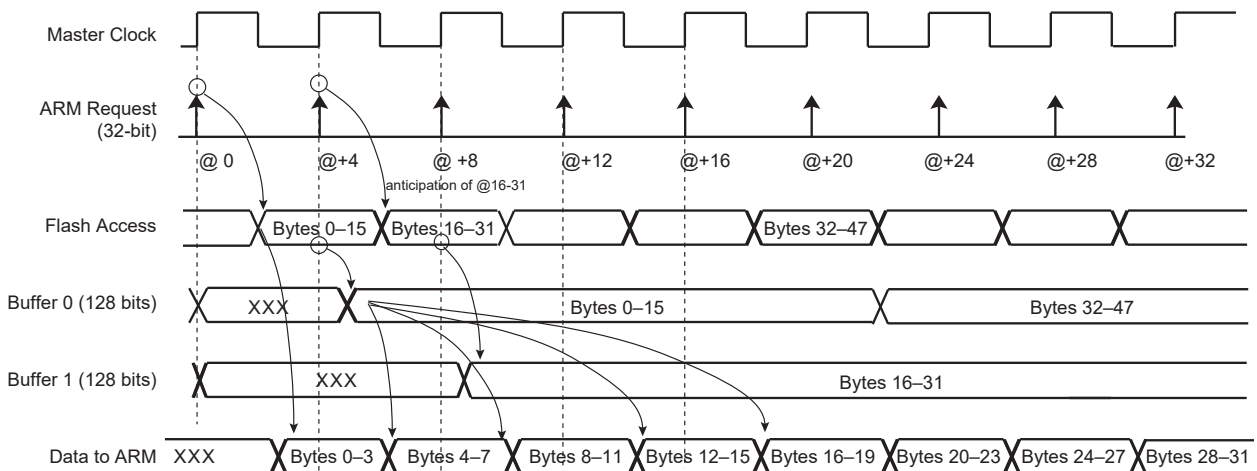 Master Clock
ARM Request
(32-bit)
@ 0
@+4
@ +8
@+12
@+16
@+20
@+24
@+28
@+32
anticipation of @16-31
Flash Access
Bytes 0–15
Bytes 16–31
Bytes 32–47
Buffer 0 (128 bits)
XXX
Bytes 0–15
Bytes 32–47
Buffer 1 (128 bits)
XXX
Bytes 16–31
Data to ARM
XXX
Bytes 0–3
Bytes 4–7
Bytes 8–11
Bytes 12–15
Bytes 16–19
Bytes 20–23
Bytes 24–27
Bytes 28–31